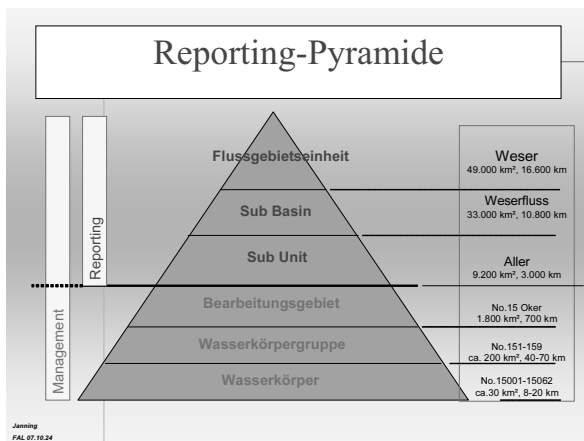 Reporting-Pyramide
Flussgebietseinheit
Sub Basin
Sub Unit
Bearbeitungsgebiet
Wasserkörpergruppe
Wasserkörper
Reporting
Management
Weser
49.000 km², 16.600 km
Weserfluss
33.000 km², 10.800 km
Aller
9.200 km², 3.000 km
No.15 Oker
1.800 km², 700 km
No.151-159
ca. 200 km², 40-70 km
No.15001-15062
ca.30 km², 8-20 km
Janning
FAL 07.10.24